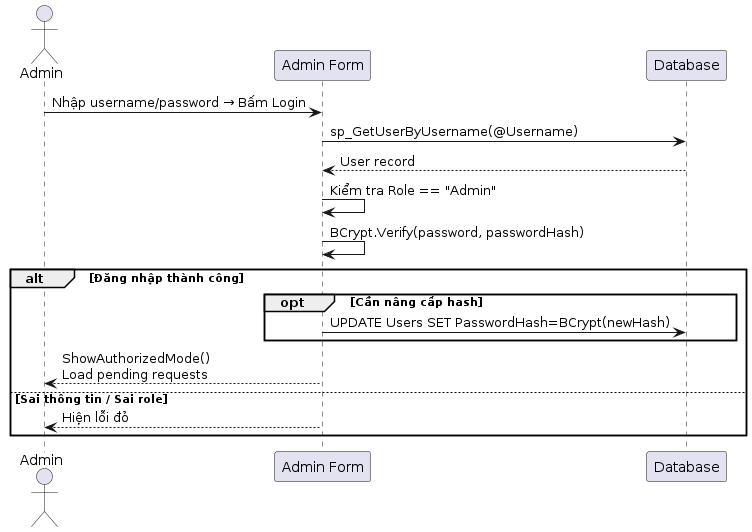 Admin
Admin Form
Database
Nhập username/password → Bấm Login
sp_GetUserByUsername(@Username)
User record
Kiểm tra Role == "Admin"
BCrypt.Verify(password, passwordHash)
alt [Đăng nhập thành công]
opt [Cần nâng cấp hash]
UPDATE Users SET PasswordHash=BCrypt(newHash)
ShowAuthorizedMode()
Load pending requests
[Sai thông tin / Sai role]
Hiện lỗi đỏ
Admin
Admin Form
Database